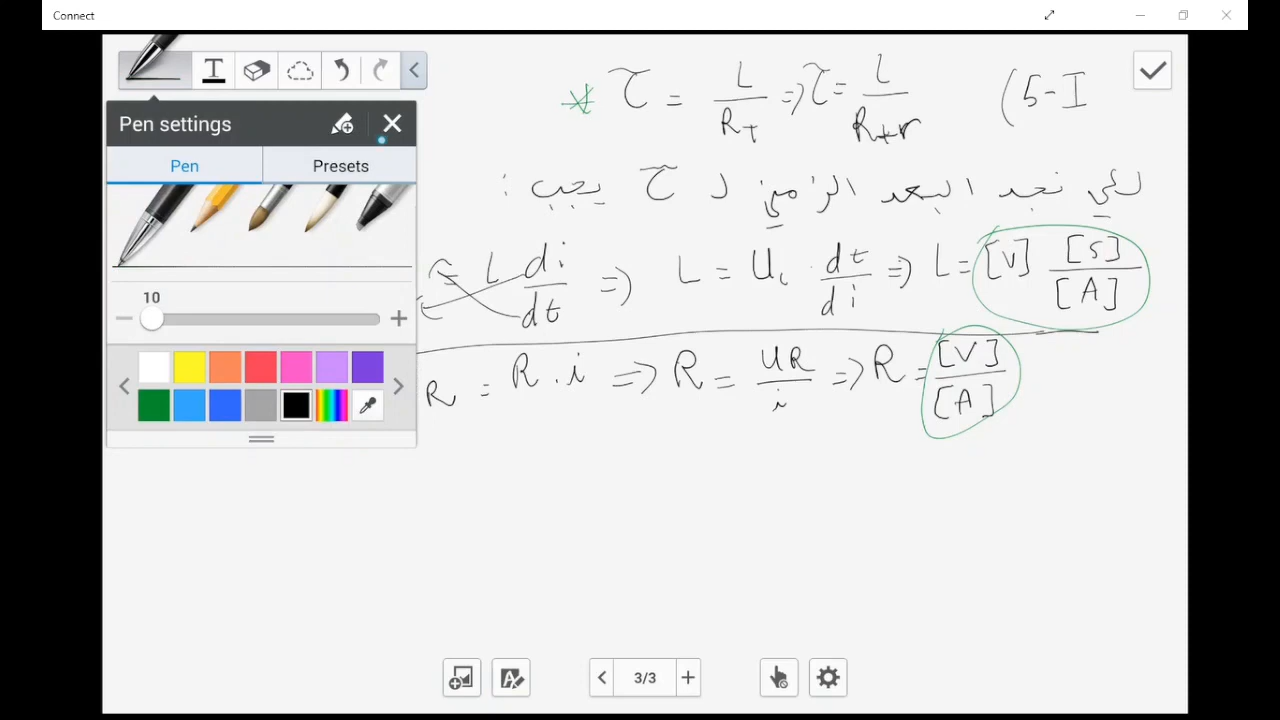 Connect
T
Pen settings
Pen
Presets
10
* τ = L/R_T => τ = L/R+r
5-I)
لكي نجد البعد الزمني لـ τ يجب :
= L di/dt => L = U_L . dt/di => L = [V] [S]/[A]
R = R . i => R = UR/i => R = [V]/[A]
3/3